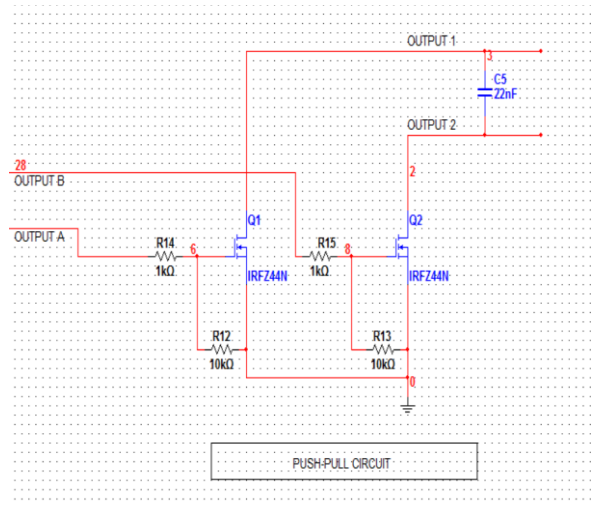 OUTPUT 1
3
C5
22nF
OUTPUT 2
28
OUTPUT B
2
Q1
Q2
OUTPUT A
R14
6
R15
8
1kΩ
1kΩ
IRFZ44N
IRFZ44N
R12
R13
10kΩ
10kΩ
0
PUSH-PULL CIRCUIT